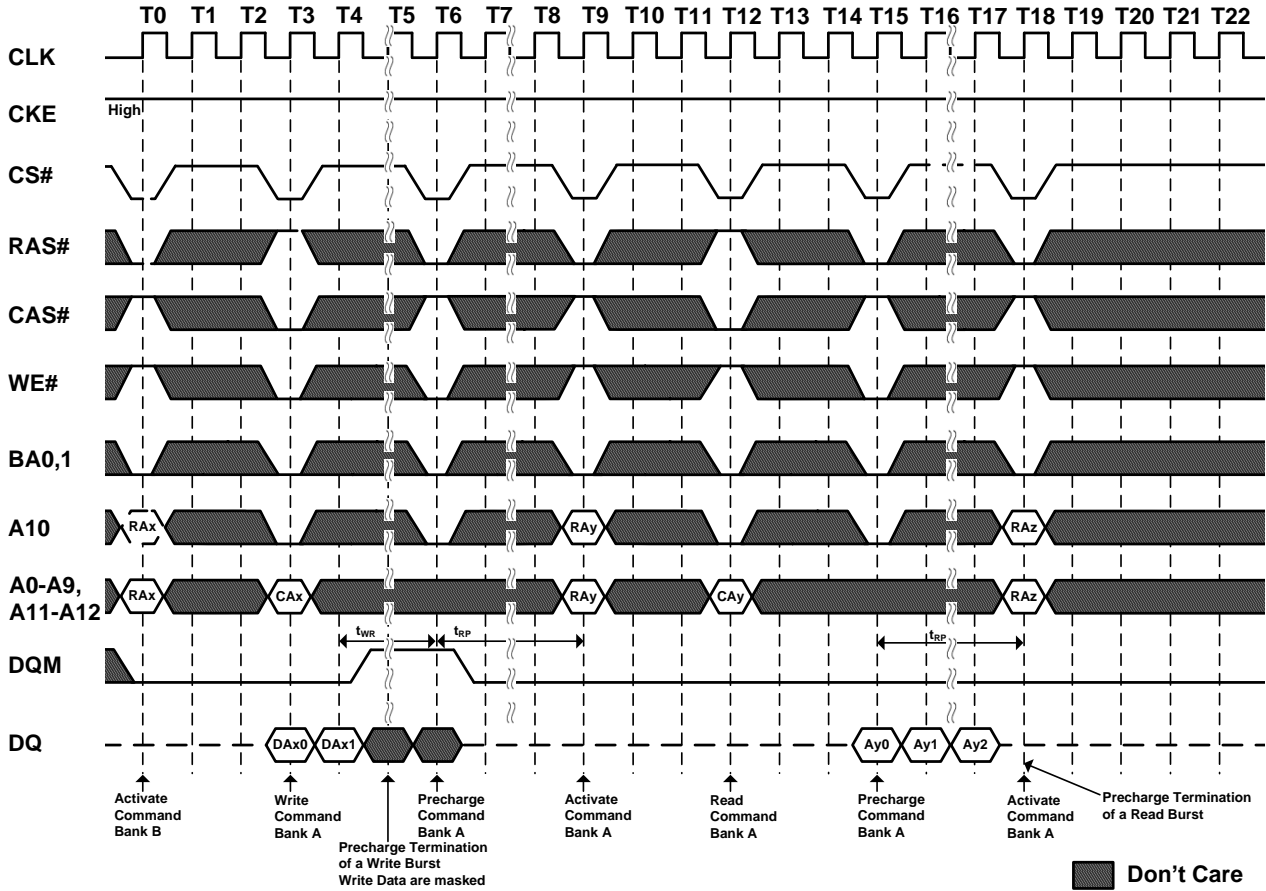 T0 T1 T2 T3 T4 T5 T6 T7 T8 T9 T10 T11 T12 T13 T14 T15 T16 T17 T18 T19 T20 T21 T22
CLK
CKE High
CS#
RAS#
CAS#
WE#
BA0,1
A10 RAx RAy RAz
A0-A9,
A11-A12 RAx CAx RAy CAy RAz
tWR tRP tRP
DQM
DQ DAx0 DAx1 Ay0 Ay1 Ay2
Activate
Command
Bank B
Write
Command
Bank A
Precharge
Command
Bank A
Precharge Termination
of a Write Burst
Write Data are masked
Activate
Command
Bank A
Read
Command
Bank A
Precharge
Command
Bank A
Activate
Command
Bank A
Precharge Termination
of a Read Burst
Don't Care